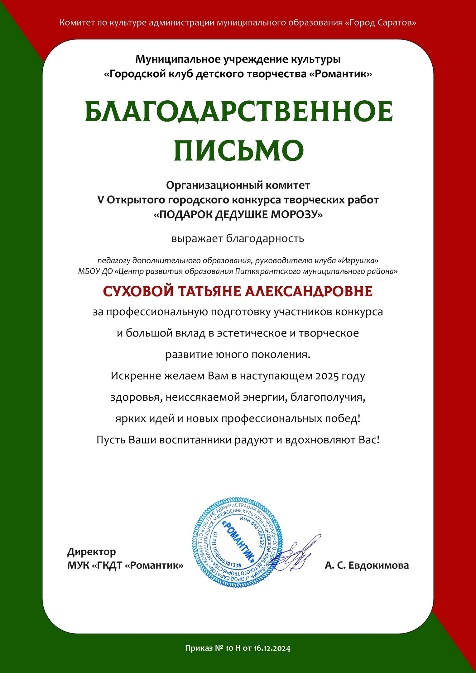 Комитет по культуре администрации муниципального образования «Город Саратов»
Муниципальное учреждение культуры
«Городской клуб детского творчества «Романтик»
БЛАГОДАРСТВЕННОЕ
ПИСЬМО
Организационный комитет
V Открытого городского конкурса творческих работ
«ПОДАРОК ДЕДУШКЕ МОРОЗУ»
выражает благодарность
педагогу дополнительного образования, руководителю клуба «Игрушка»
МБОУ ДО «Центр развития образования Питкярантского муниципального района»
СУХОВОЙ ТАТЬЯНЕ АЛЕКСАНДРОВНЕ
за профессиональную подготовку участников конкурса
и большой вклад в эстетическое и творческое
развитие юного поколения.
Искренне желаем Вам в наступающем 2025 году
здоровья, неиссякаемой энергии, благополучия,
ярких идей и новых профессиональных побед!
Пусть Ваши воспитанники радуют и вдохновляют Вас!
«РОМАНТИК»
Директор
МУК «ГКДТ «Романтик»
А. С. Евдокимова
Приказ № 10 Н от 16.12.2024